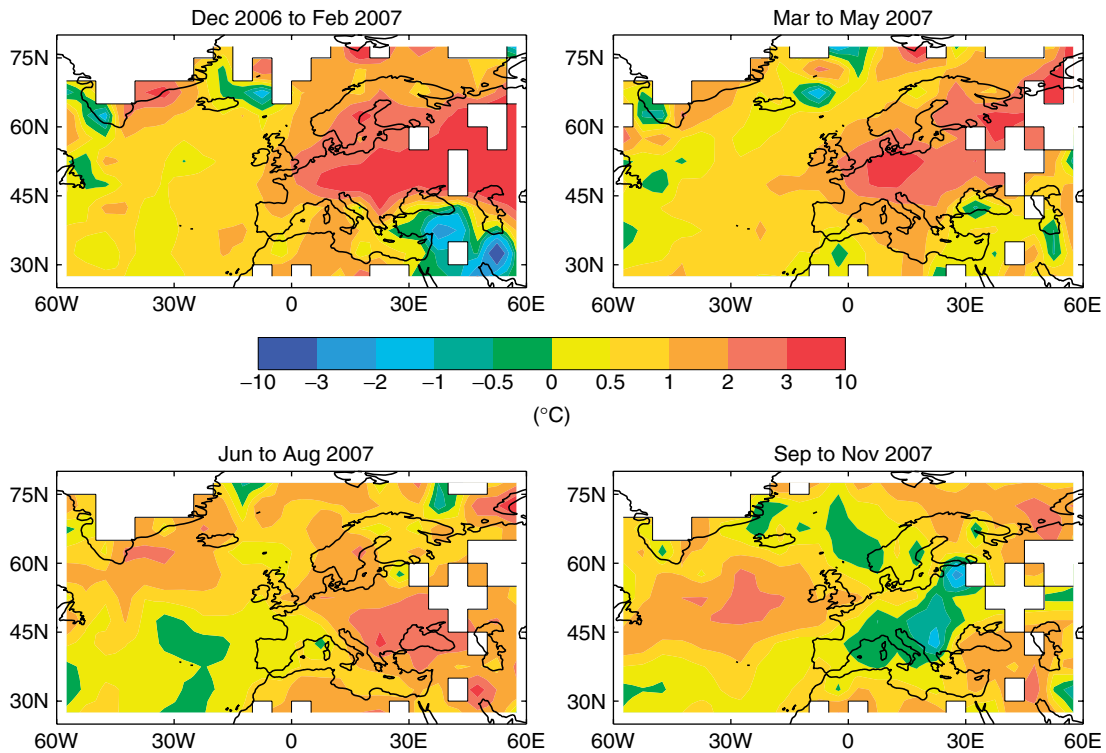 Dec 2006 to Feb 2007
Mar to May 2007
75N
60N
45N
30N
60W 30W 0 30E 60E
75N
60N
45N
30N
60W 30W 0 30E 60E
−10 −3 −2 −1 −0.5 0 0.5 1 2 3 10
(°C)
Jun to Aug 2007
Sep to Nov 2007
75N
60N
45N
30N
60W 30W 0 30E 60E
75N
60N
45N
30N
60W 30W 0 30E 60E